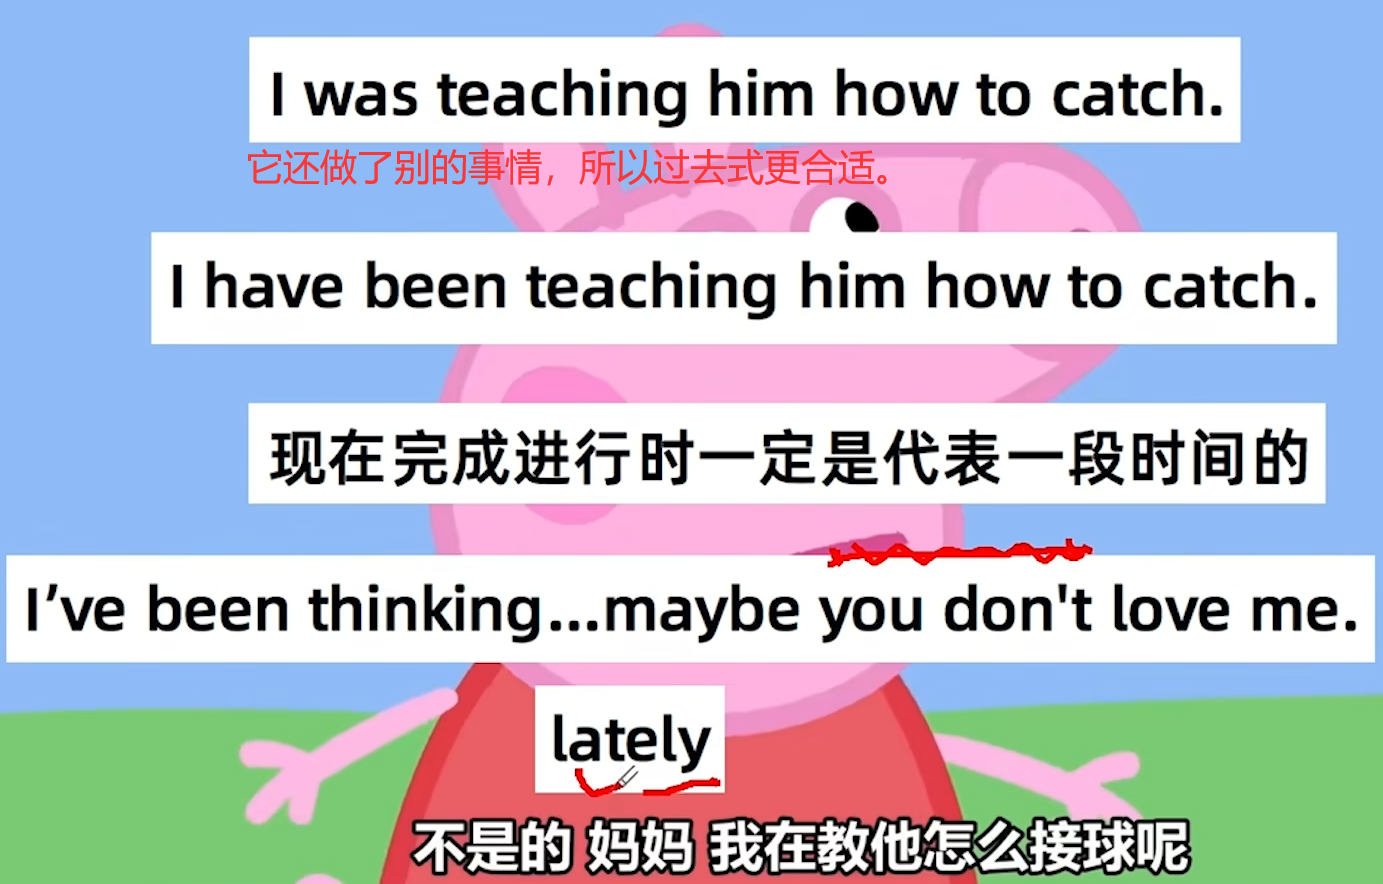 I was teaching him how to catch.
它还做了别的事情，所以过去式更合适。
I have been teaching him how to catch.
现在完成进行时一定是代表一段时间的
I’ve been thinking...maybe you don't love me.
lately
不是的 妈妈 我在教他怎么接球呢